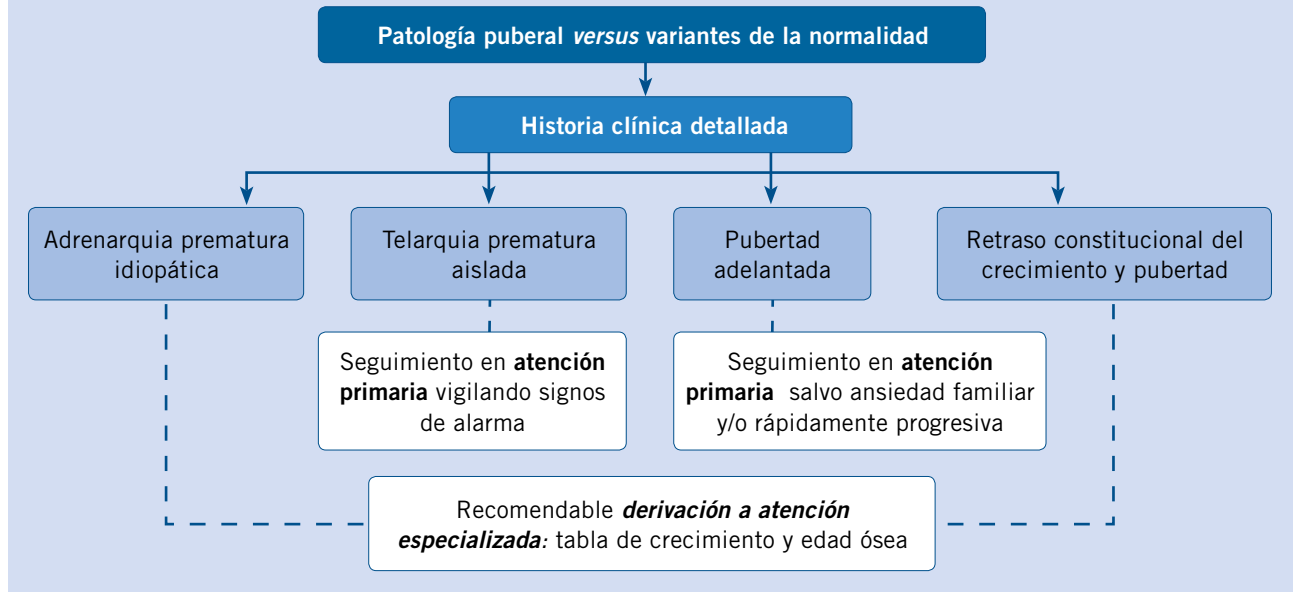 Patología puberal versus variantes de la normalidad
Historia clínica detallada
Adrenarquia prematura
idiopática
Telarquia prematura
aislada
Pubertad
adelantada
Retraso constitucional del
crecimiento y pubertad
Seguimiento en atención
primaria vigilando signos
de alarma
Seguimiento en atención
primaria salvo ansiedad familiar
y/o rápidamente progresiva
Recomendable derivación a atención
especializada: tabla de crecimiento y edad ósea